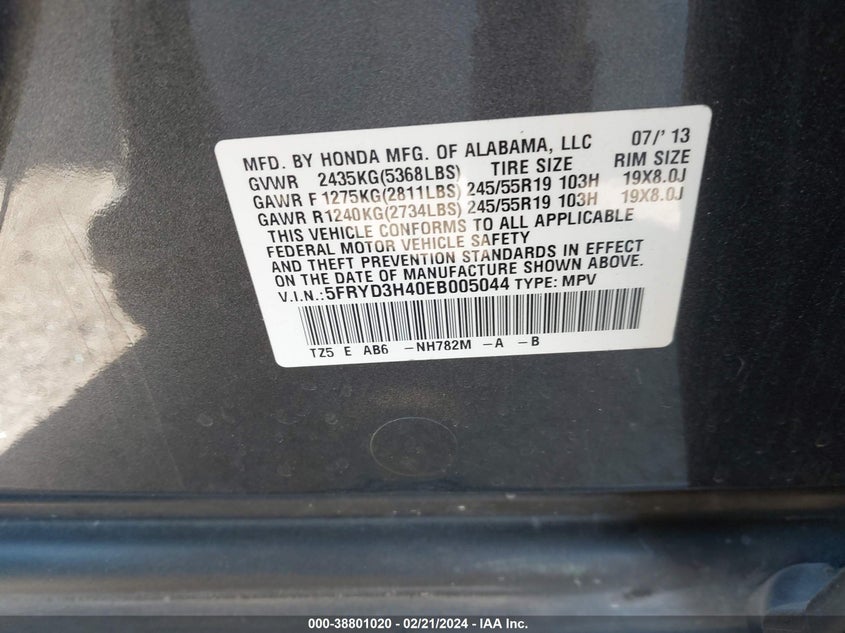 MFD. BY HONDA MFG. OF ALABAMA, LLC 07/'13
GVWR 2435KG(5368LBS) TIRE SIZE RIM SIZE
GAWR F 1275KG(2811LBS) 245/55R19 103H 19X8.0J
GAWR R1240KG(2734LBS) 245/55R19 103H 19X8.0J
THIS VEHICLE CONFORMS TO ALL APPLICABLE
FEDERAL MOTOR VEHICLE SAFETY
AND THEFT PREVENTION STANDARDS IN EFFECT
ON THE DATE OF MANUFACTURE SHOWN ABOVE.
V.I.N.:5FRYD3H40EB005044 TYPE: MPV
TZ5 E AB6 -NH782M -A -B
000-38801020 - 02/21/2024 - IAA Inc.